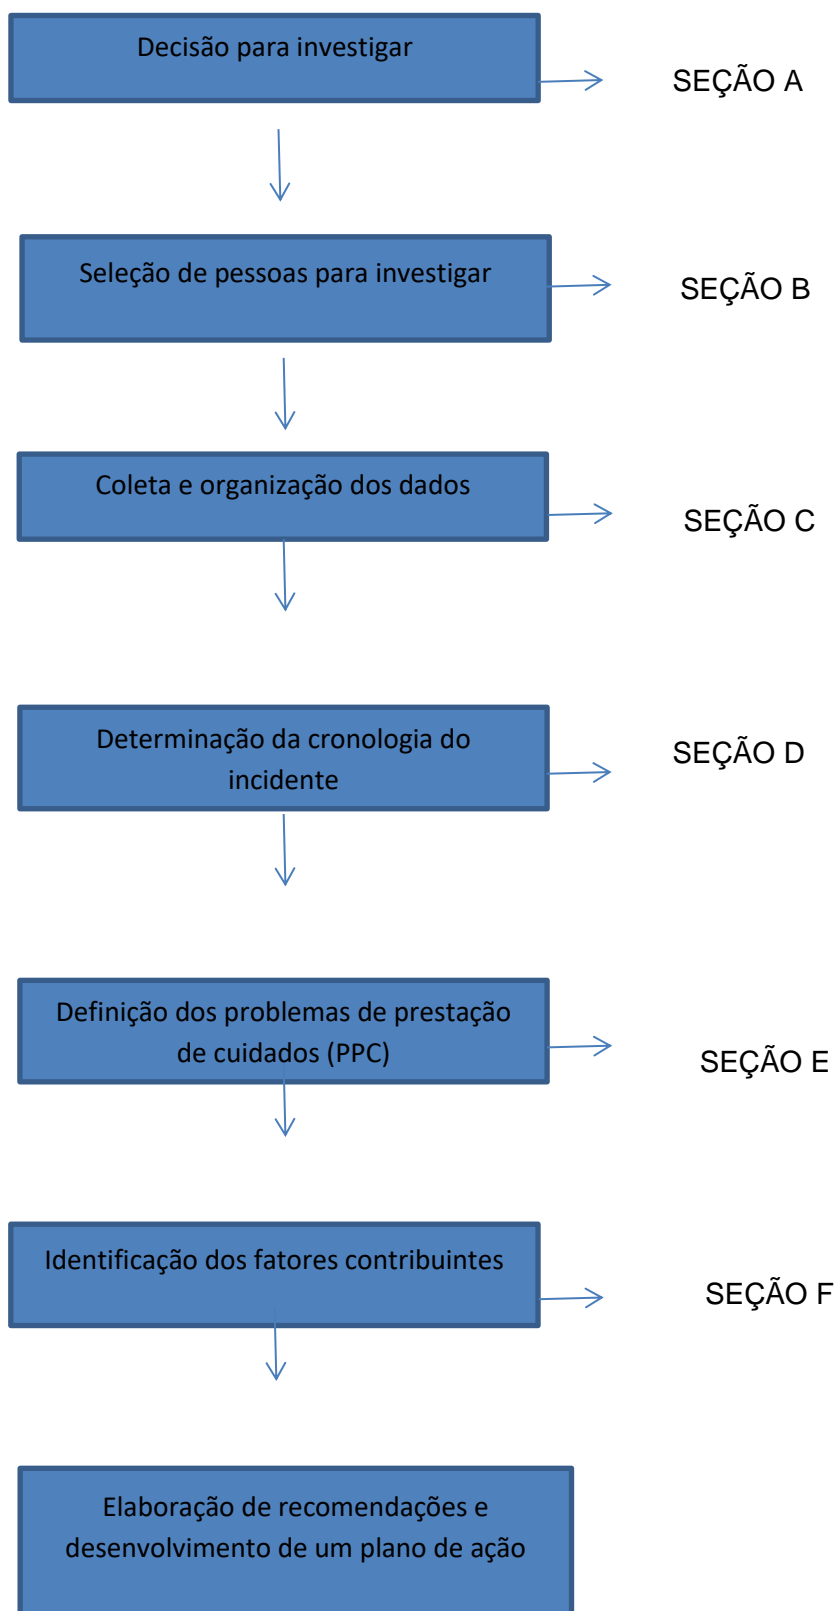 Decisão para investigar
SEÇÃO A
Seleção de pessoas para investigar
SEÇÃO B
Coleta e organização dos dados
SEÇÃO C
Determinação da cronologia do
incidente
SEÇÃO D
Definição dos problemas de prestação
de cuidados (PPC)
SEÇÃO E
Identificação dos fatores contribuintes
SEÇÃO F
Elaboração de recomendações e
desenvolvimento de um plano de ação